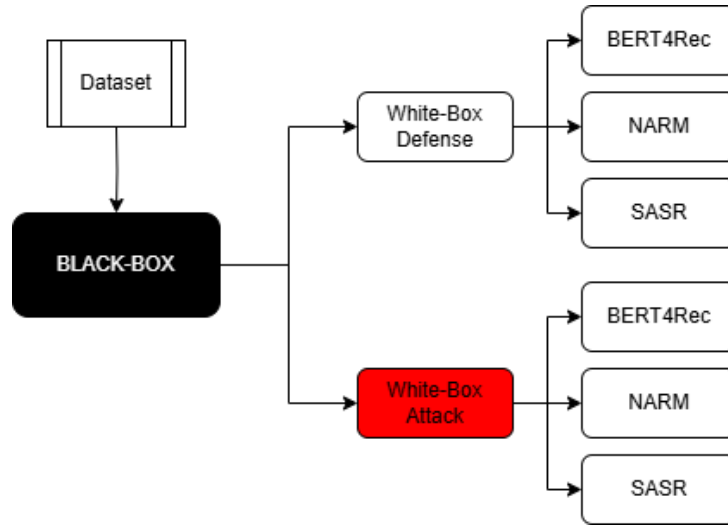 Dataset
BLACK-BOX
White-Box
Defense
BERT4Rec
NARM
SASR
White-Box
Attack
BERT4Rec
NARM
SASR